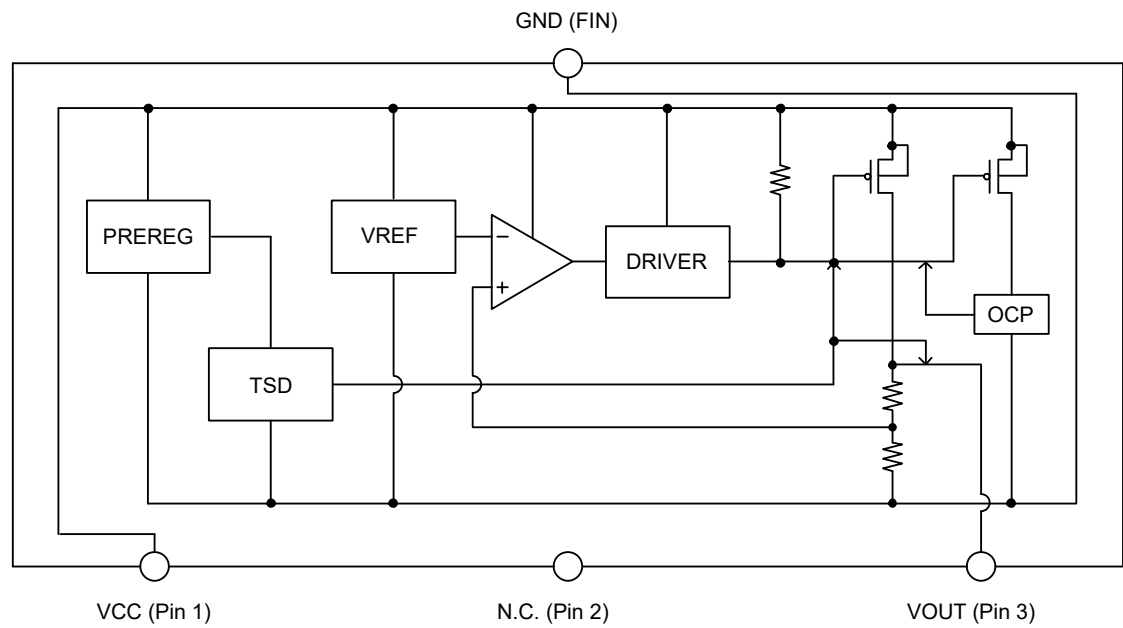 GND (FIN)
PREREG
VREF
−
+
DRIVER
OCP
TSD
VCC (Pin 1)
N.C. (Pin 2)
VOUT (Pin 3)